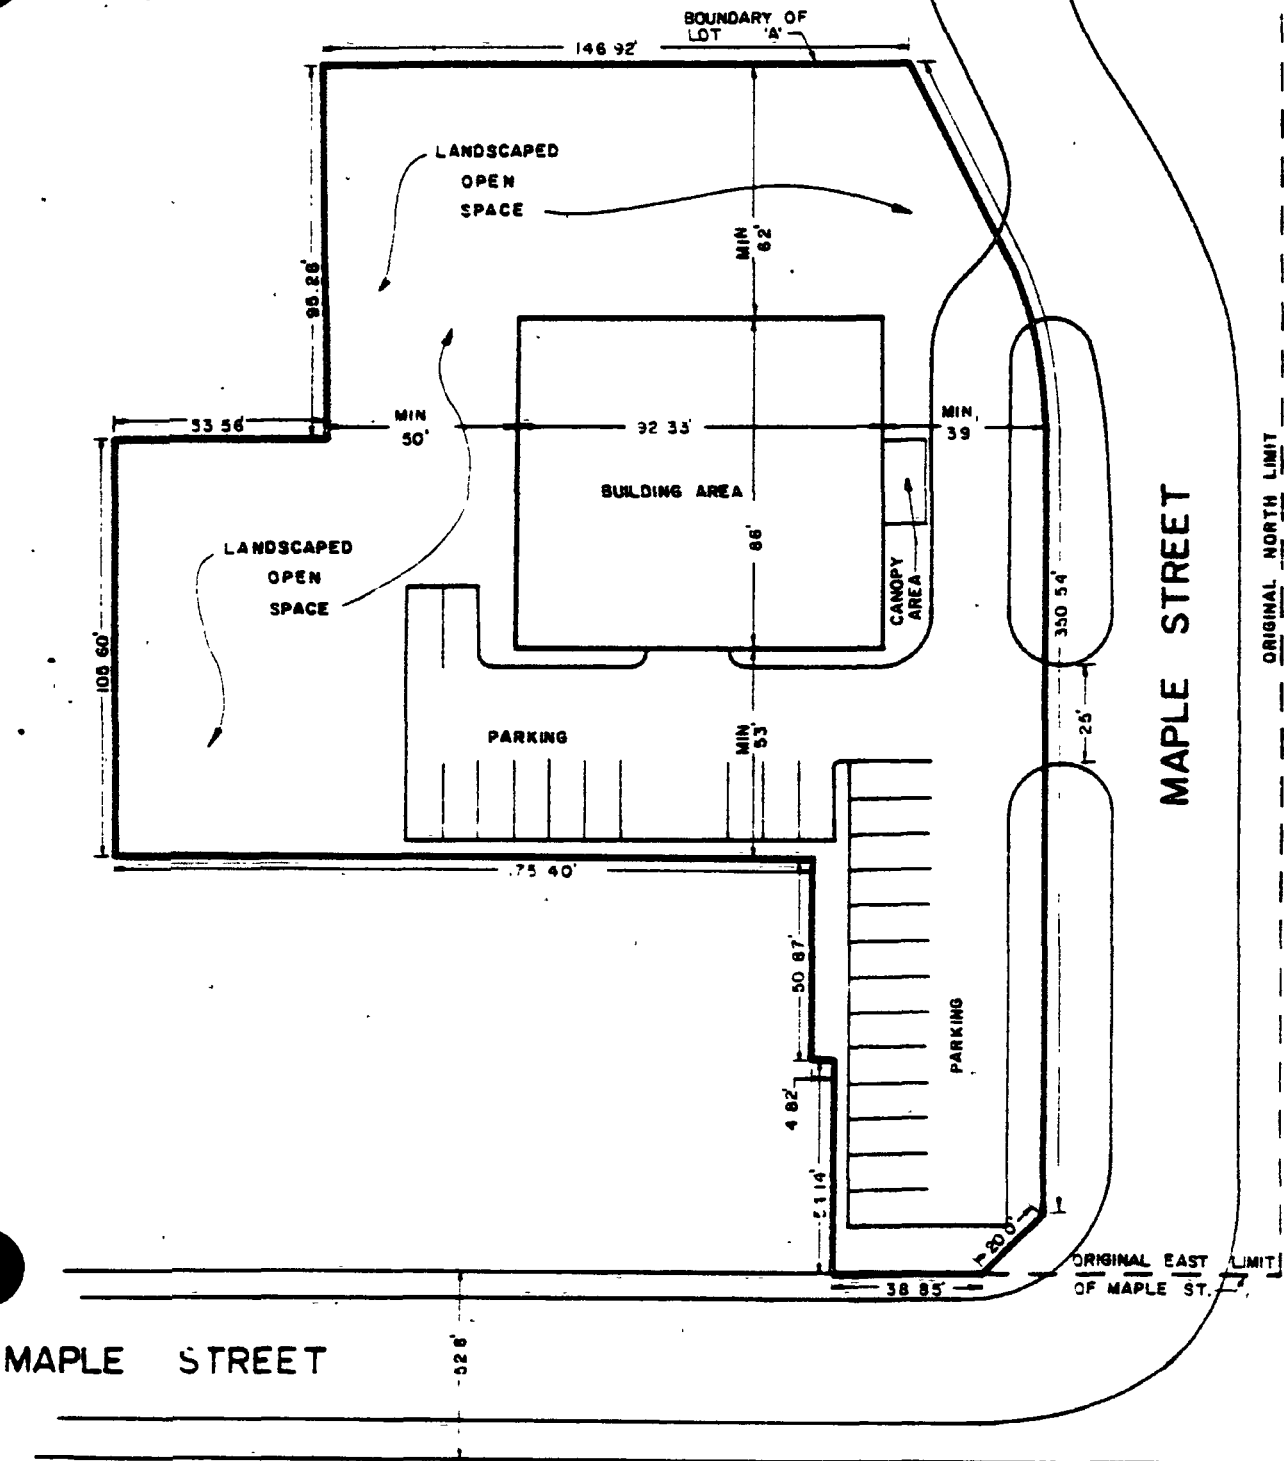 BOUNDARY OF
LOT 'A'
146.92'
LANDSCAPED
OPEN
SPACE
MIN
62'
95.28'
53.56'
MIN
50'
92.33'
MIN.
39'
BUILDING AREA
86'
CANOPY
AREA
LANDSCAPED
OPEN
SPACE
105.60'
350.54'
MAPLE STREET
ORIGINAL NORTH LIMIT
25'
PARKING
MIN
53'
75.40'
50.87'
PARKING
4.82'
20.0'
38.85'
ORIGINAL EAST LIMIT
OF MAPLE ST.
MAPLE STREET
52.8'